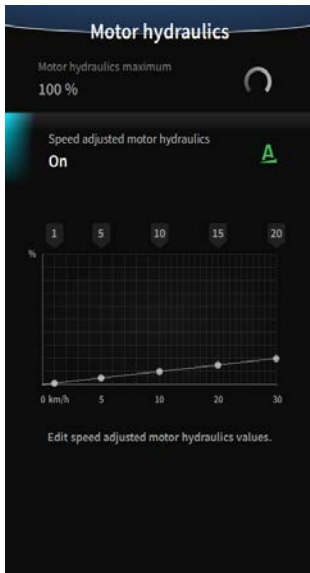 Motor hydraulics
Motor hydraulics maximum
100 %
Speed adjusted motor hydraulics
On
A
1 5 10 15 20
%
0 km/h 5 10 20 30
Edit speed adjusted motor hydraulics values.